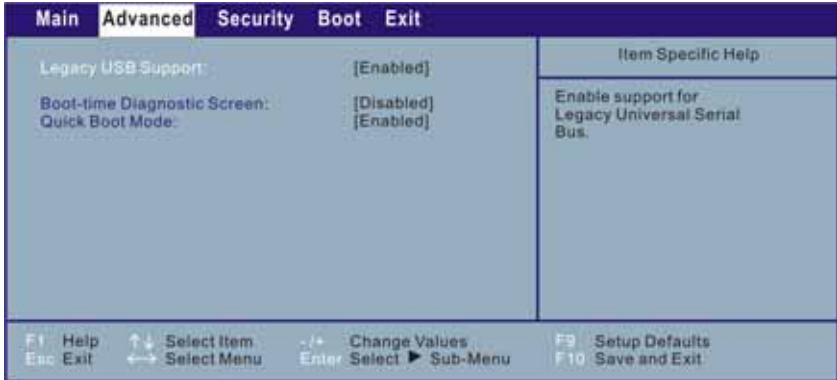 Main Advanced Security Boot Exit
Legacy USB Support: [Enabled]
Boot-time Diagnostic Screen: [Disabled]
Quick Boot Mode: [Enabled]
Item Specific Help
Enable support for
Legacy Universal Serial
Bus.
F1 Help ↑↓ Select Item -/+ Change Values F9 Setup Defaults
Esc Exit ←→ Select Menu Enter Select ▶ Sub-Menu F10 Save and Exit